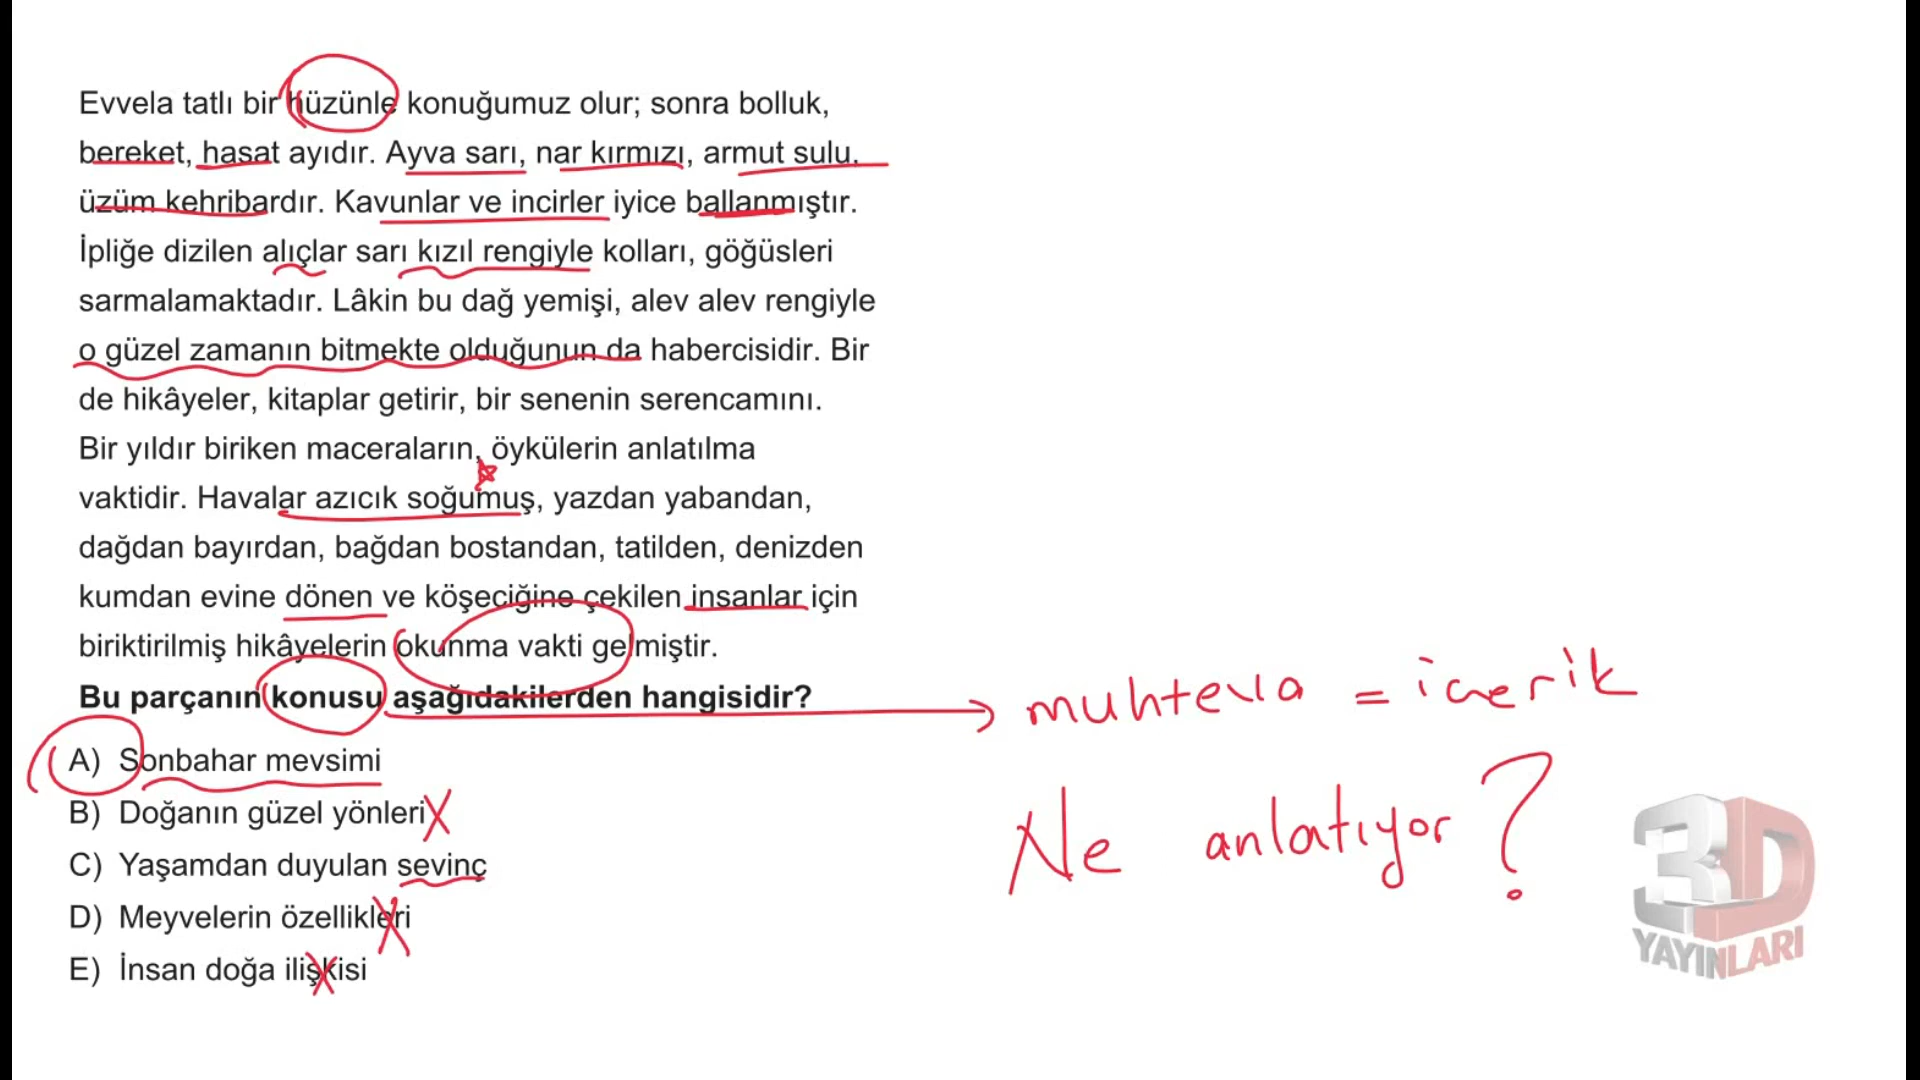 Evvela tatlı bir hüzünle konuğumuz olur; sonra bolluk,
bereket, hasat ayıdır. Ayva sarı, nar kırmızı, armut sulu,
üzüm kehribardır. Kavunlar ve incirler iyice ballanmıştır.
İpliğe dizilen alıçlar sarı kızıl rengiyle kolları, göğüsleri
sarmalamaktadır. Lâkin bu dağ yemişi, alev alev rengiyle
o güzel zamanın bitmekte olduğunun da habercisidir. Bir
de hikâyeler, kitaplar getirir, bir senenin serencamını.
Bir yıldır biriken maceraların, öykülerin anlatılma
vaktidir. Havalar azıcık soğumuş, yazdan yabandan,
dağdan bayırdan, bağdan bostandan, tatilden, denizden
kumdan evine dönen ve köşeciğine çekilen insanlar için
biriktirilmiş hikâyelerin okunma vakti gelmiştir.
Bu parçanın konusu aşağıdakilerden hangisidir?
muhteva = içerik
A) Sonbahar mevsimi
B) Doğanın güzel yönleri
Ne anlatıyor?
C) Yaşamdan duyulan sevinç
D) Meyvelerin özellikleri
E) İnsan doğa ilişkisi
3D
YAYINLARI